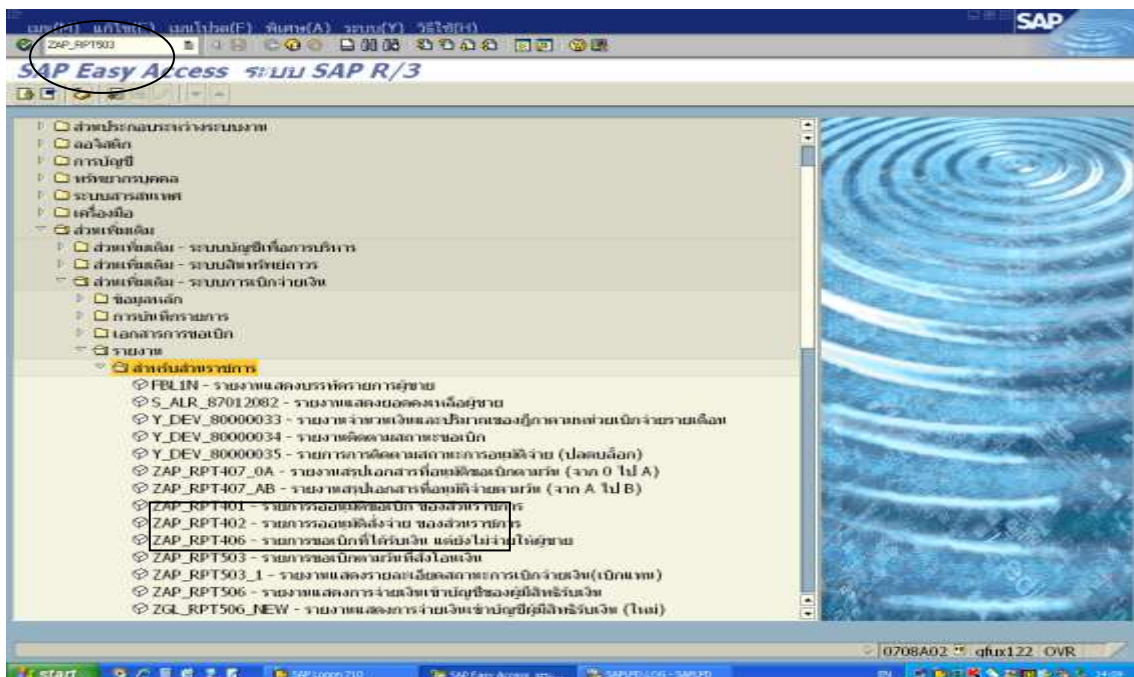 เมนู(M) แก้ไข(E) เมนูโปรด(F) พิเศษ(A) ระบบ(Y) วิธีใช้(H)
SAP
ZAP_RPT503
SAP Easy Access ระบบ SAP R/3
ส่วนประกอบระหว่างระบบงาน
ลอจิสติก
การบัญชี
ทรัพยากรบุคคล
ระบบสารสนเทศ
เครื่องมือ
ส่วนเพิ่มเติม
ส่วนเพิ่มเติม - ระบบบัญชีเพื่อการบริหาร
ส่วนเพิ่มเติม - ระบบสินทรัพย์ถาวร
ส่วนเพิ่มเติม - ระบบการเบิกจ่ายเงิน
ข้อมูลหลัก
การบันทึกรายการ
เอกสารการขอเบิก
รายงาน
สำหรับส่วนราชการ
FBL1N - รายงานแสดงบรรทัดรายการผู้ขาย
S_ALR_87012082 - รายงานแสดงยอดคงเหลือผู้ขาย
Y_DEV_80000033 - รายงานจำนวนเงินและปริมาณของฎีกาตามหน่วยเบิกจ่ายรายเดือน
Y_DEV_80000034 - รายงานติดตามสถานะขอเบิก
Y_DEV_80000035 - รายการการติดตามสถานะการอนุมัติจ่าย (ปลดบล็อก)
ZAP_RPT407_0A - รายงานสรุปเอกสารที่อนุมัติขอเบิกตามวัน (จาก 0 ไป A)
ZAP_RPT407_AB - รายงานสรุปเอกสารที่อนุมัติจ่ายตามวัน (จาก A ไป B)
ZAP_RPT401 - รายการรออนุมัติขอเบิก ของส่วนราชการ
ZAP_RPT402 - รายการรออนุมัติสั่งจ่าย ของส่วนราชการ
ZAP_RPT406 - รายการขอเบิกที่ได้รับเงิน แต่ยังไม่จ่ายให้ผู้ขาย
ZAP_RPT503 - รายการขอเบิกตามวันที่สั่งโอนเงิน
ZAP_RPT503_1 - รายงานแสดงรายละเอียดสถานะการเบิกจ่ายเงิน(เบิกแทน)
ZAP_RPT506 - รายงานแสดงการจ่ายเงินเข้าบัญชีของผู้มีสิทธิรับเงิน
ZGL_RPT506_NEW - รายงานแสดงการจ่ายเงินเข้าบัญชีผู้มีสิทธิรับเงิน (ใหม่)
0708A02 qfux122 OVR
start SAP Logon 710 SAP Easy Access EN 14:09